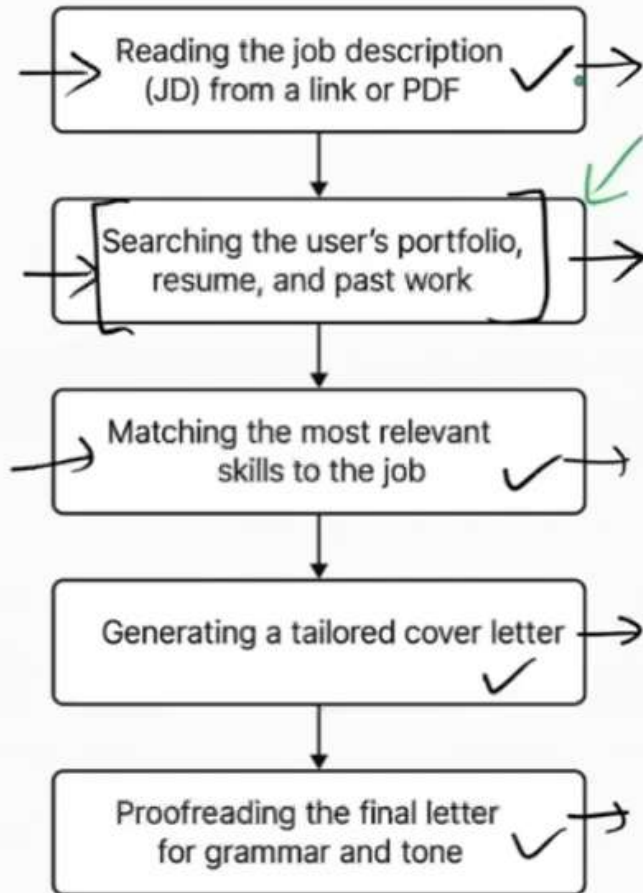 Reading the job description
(JD) from a link or PDF
Searching the user's portfolio,
resume, and past work
Matching the most relevant
skills to the job
Generating a tailored cover letter
Proofreading the final letter
for grammar and tone